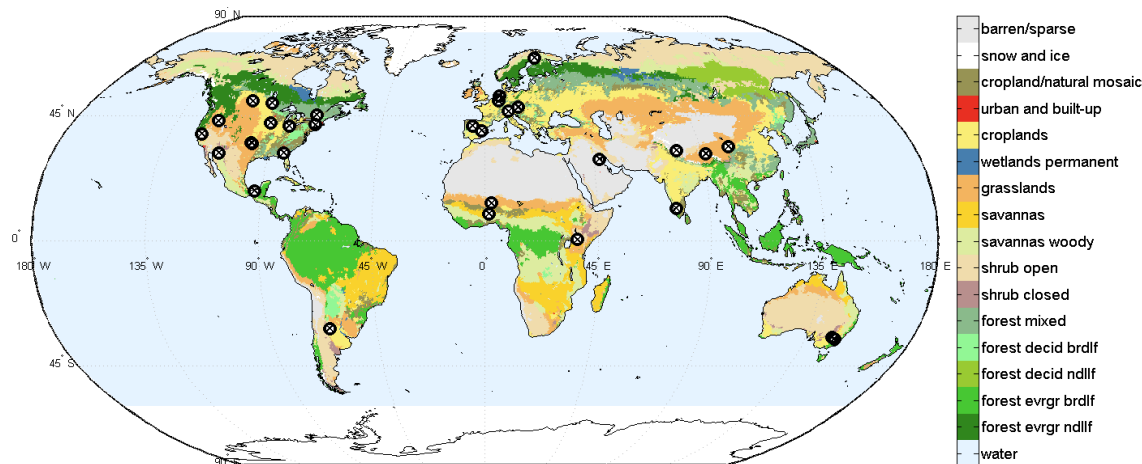 90° N
45° N
0°
180° W
135° W
90° W
45° W
0
45° E
90° E
135° E
180° E
45° S
90° S
barren/sparse
snow and ice
cropland/natural mosaic
urban and built-up
croplands
wetlands permanent
grasslands
savannas
savannas woody
shrub open
shrub closed
forest mixed
forest decid brdlf
forest decid ndllf
forest evrgr brdlf
forest evrgr ndllf
water